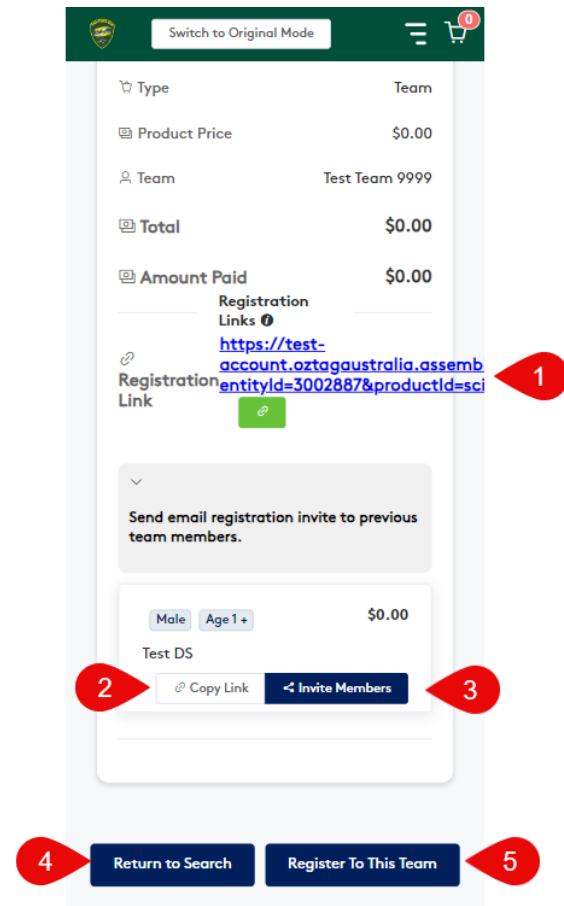 Switch to Original Mode
0
Type Team
Product Price $0.00
Team Test Team 9999
Total $0.00
Amount Paid $0.00
Registration
Links
https://test-
account.oztagaustralia.assemb
Registration entityId=3002887&productId=sci
Link
1
Send email registration invite to previous
team members.
Male Age 1 + $0.00
Test DS
2 Copy Link Invite Members 3
4 Return to Search Register To This Team 5